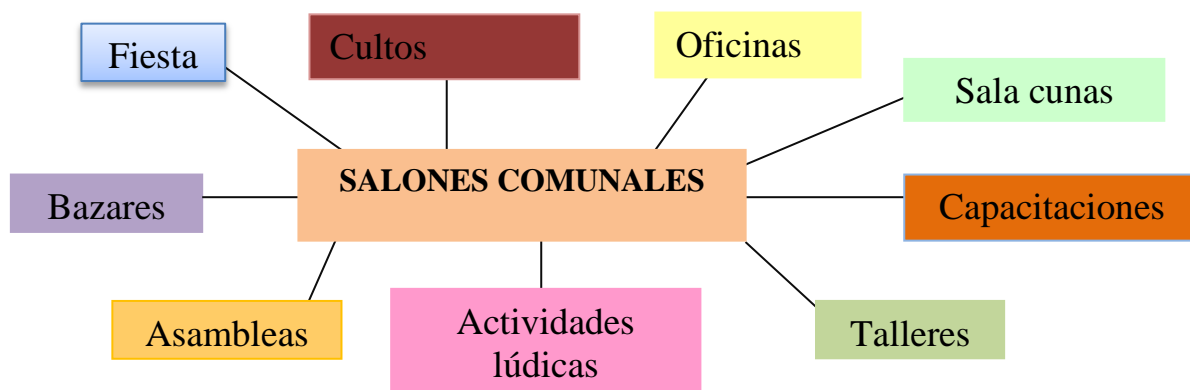 Fiesta
Cultos
Oficinas
Sala cunas
SALONES COMUNALES
Bazares
Capacitaciones
Asambleas
Actividades
lúdicas
Talleres